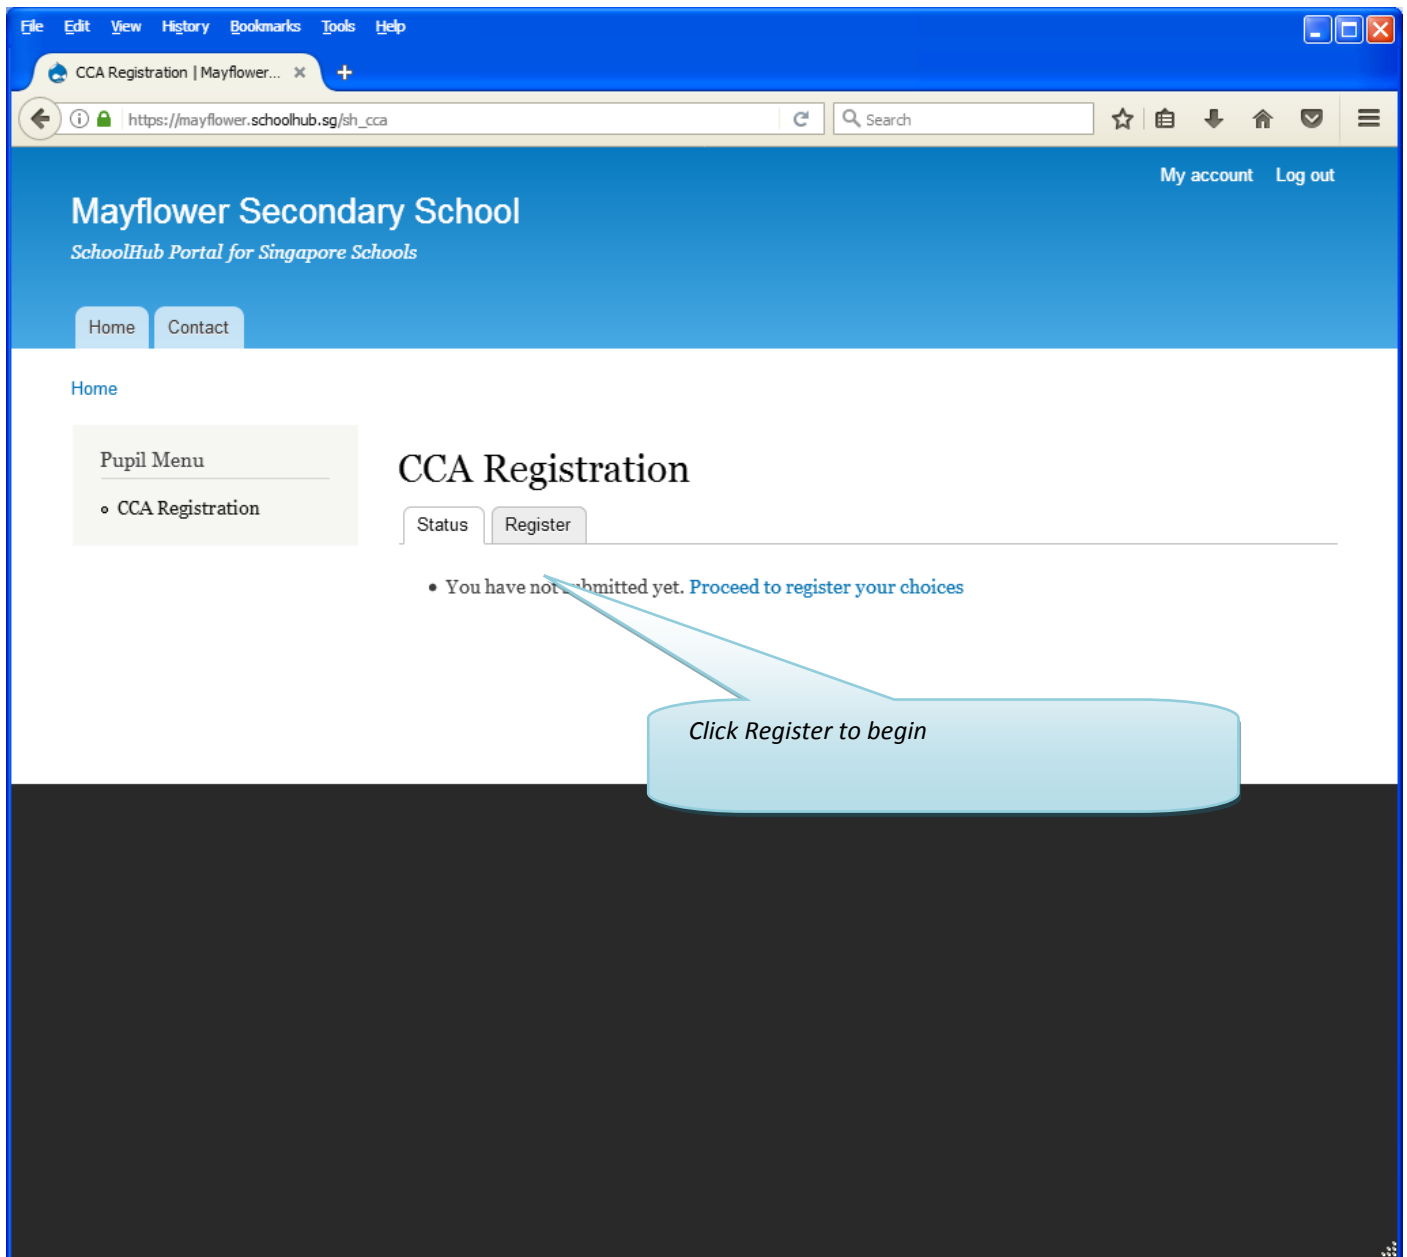 File Edit View History Bookmarks Tools Help
CCA Registration | Mayflower...
https://mayflower.schoolhub.sg/sh_cca
Search
My account Log out
Mayflower Secondary School
SchoolHub Portal for Singapore Schools
Home Contact
Home
Pupil Menu
CCA Registration
CCA Registration
Status Register
You have not submitted yet. Proceed to register your choices
Click Register to begin